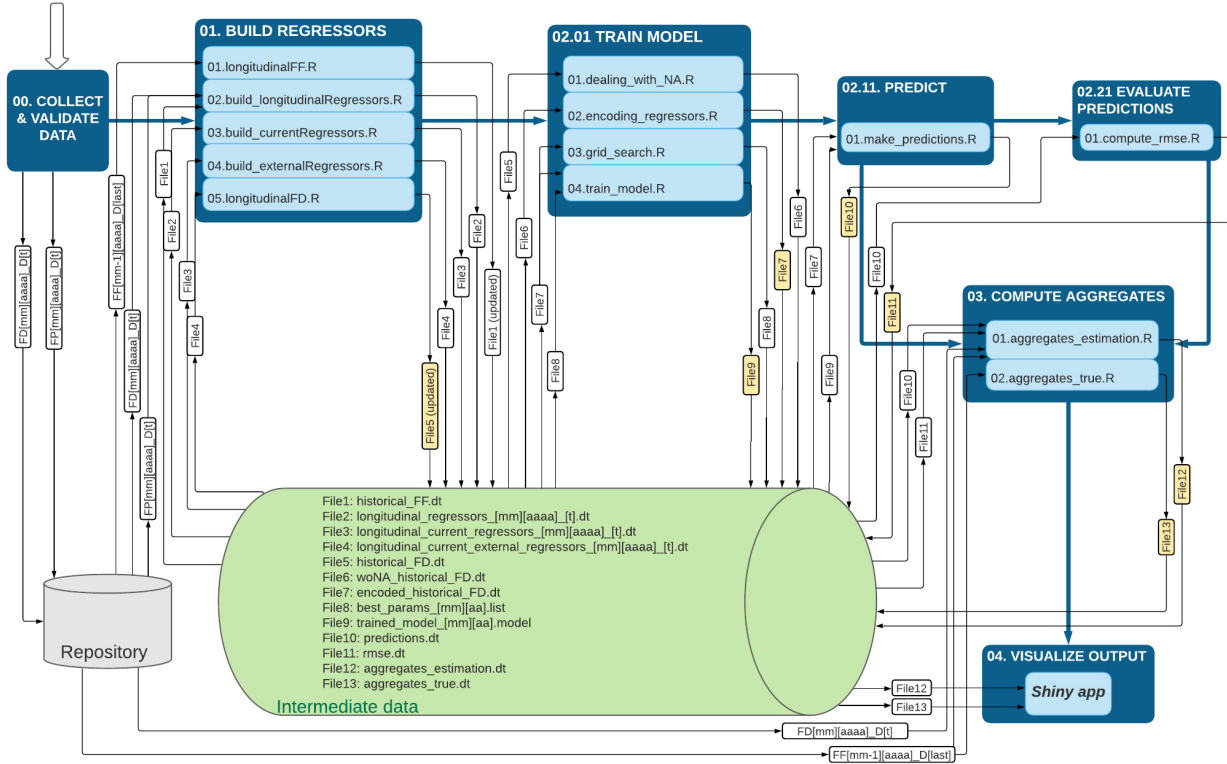 01. BUILD REGRESSORS
01.longitudinalFF.R
02.build_longitudinalRegressors.R
03.build_currentRegressors.R
04.build_externalRegressors.R
05.longitudinalFD.R
02.01 TRAIN MODEL
01.dealing_with_NA.R
02.encoding_regressors.R
03.grid_search.R
04.train_model.R
00. COLLECT
& VALIDATE
DATA
02.11. PREDICT
01.make_predictions.R
02.21 EVALUATE
PREDICTIONS
01.compute_rmse.R
03. COMPUTE AGGREGATES
01.aggregates_estimation.R
02.aggregates_true.R
FD[mm][aaaa]_D[t]
FP[mm][aaaa]_D[t]
FF[mm-1][aaaa]_D[last]
FD[mm][aaaa]_D[t]
FP[mm][aaaa]_D[t]
File1
File2
File3
File4
File5 (updated)
File4
File3
File2
File1 (updated)
File5
File6
File7
File8
File9
File8
File7
File6
File7
File9
File10
File10
File11
File10
File11
File12
File13
File1: historical_FF.dt
File2: longitudinal_regressors_[mm][aaaa]_[t].dt
File3: longitudinal_current_regressors_[mm][aaaa]_[t].dt
File4: longitudinal_current_external_regressors_[mm][aaaa]_[t].dt
File5: historical_FD.dt
File6: woNA_historical_FD.dt
File7: encoded_historical_FD.dt
File8: best_params_[mm][aa].list
File9: trained_model_[mm][aa].model
File10: predictions.dt
File11: rmse.dt
File12: aggregates_estimation.dt
File13: aggregates_true.dt
Intermediate data
Repository
04. VISUALIZE OUTPUT
Shiny app
File12
File13
FD[mm][aaaa]_D[t]
FF[mm-1][aaaa]_D[last]